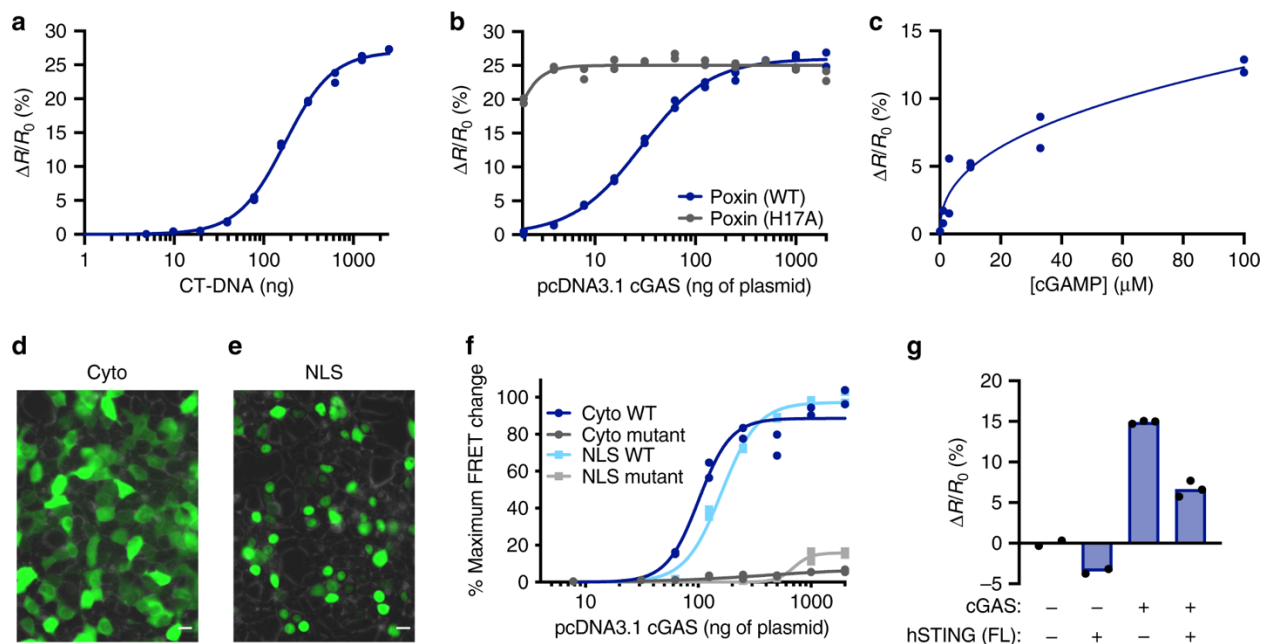 a
30
25
20
15
10
5
0
ΔR/R₀ (%)
1
10
100
1000
CT-DNA (ng)
b
30
25
20
15
10
5
0
ΔR/R₀ (%)
Poxin (WT)
Poxin (H17A)
10
100
1000
pcDNA3.1 cGAS (ng of plasmid)
c
15
10
5
0
ΔR/R₀ (%)
0
20
40
60
80
100
[cGAMP] (μM)
d
Cyto
e
NLS
f
100
80
60
40
20
0
% Maximum FRET change
Cyto WT
Cyto mutant
NLS WT
NLS mutant
10
100
1000
pcDNA3.1 cGAS (ng of plasmid)
g
20
15
10
5
0
−5
ΔR/R₀ (%)
cGAS: − − + +
hSTING (FL): − + − +